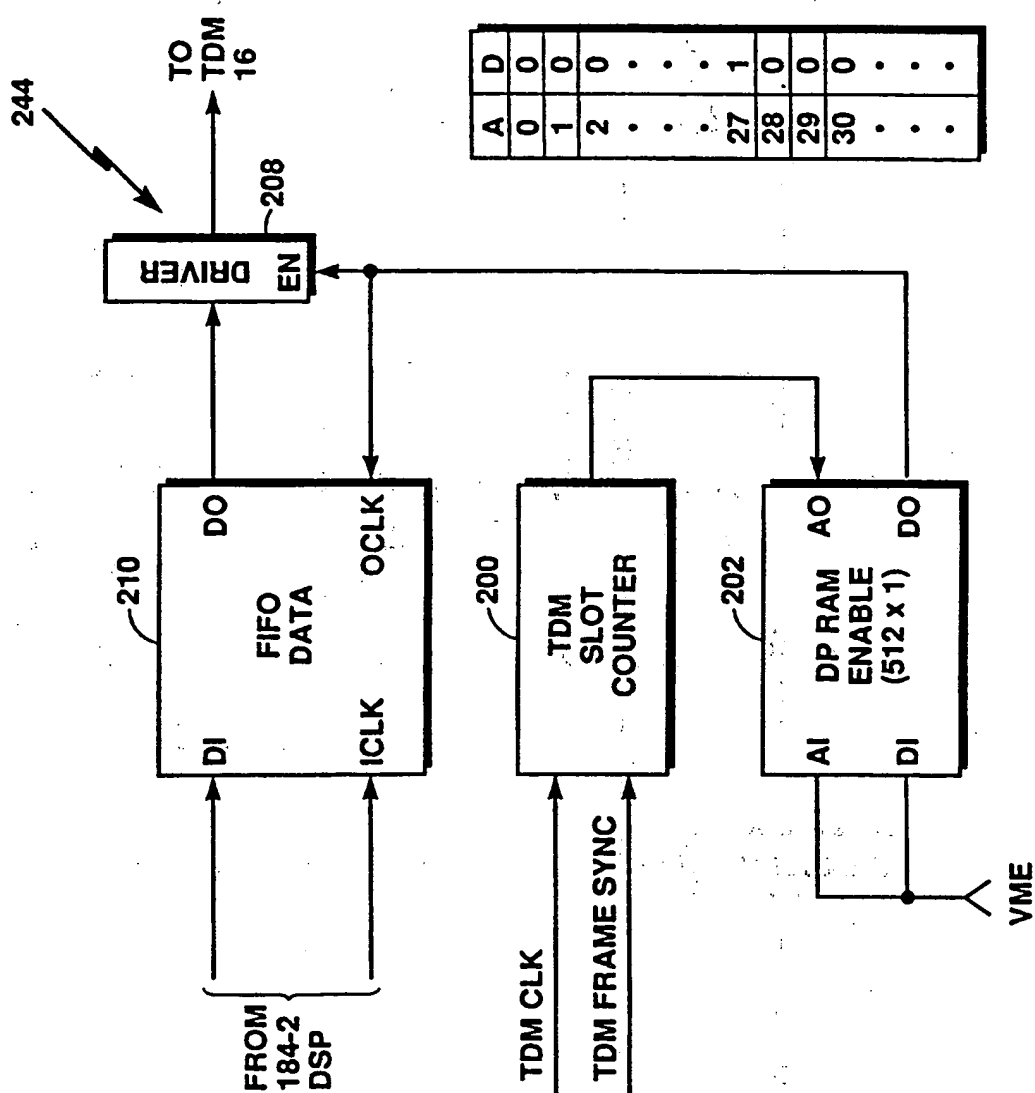 244
TO
TDM
16
DRIVER
EN
208
210
DI
DO
FIFO
DATA
ICLK
OCLK
FROM
184-2
DSP
200
TDM
SLOT
COUNTER
TDM CLK
TDM FRAME SYNC
202
AI
AO
DP RAM
ENABLE
(512 x 1)
DI
DO
VME
A D
0 0
1 0
2 0
• •
• •
• •
27 1
28 0
29 0
30 0
• •
• •
• •